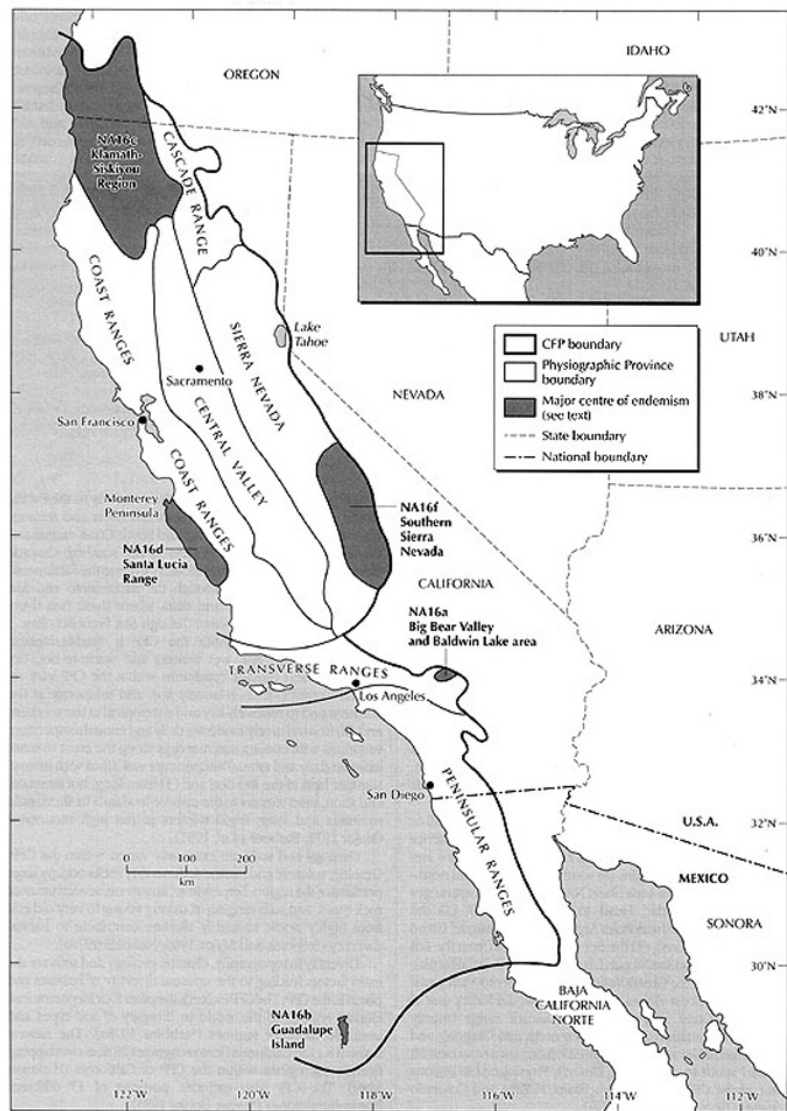 IDAHO
OREGON
42°N
NA16c
Klamath-
Siskiyou
Region
CASCADE RANGE
40°N
COAST RANGES
Lake
Tahoe
SIERRA NEVADA
CFP boundary
Physiographic Province
boundary
Major centre of endemism
(see text)
State boundary
National boundary
UTAH
NEVADA
38°N
Sacramento
San Francisco
CENTRAL VALLEY
COAST RANGES
Monterey
Peninsula
NA16f
Southern
Sierra
Nevada
36°N
NA16d
Santa Lucia
Range
CALIFORNIA
NA16a
Big Bear Valley
and Baldwin Lake area
ARIZONA
TRANSVERSE RANGES
34°N
Los Angeles
San Diego
PENINSULAR RANGES
U.S.A.
32°N
MEXICO
0 100 200
km
SONORA
30°N
BAJA
CALIFORNIA
NORTE
NA16b
Guadalupe
Island
122°W 120°W 118°W 116°W 114°W 112°W